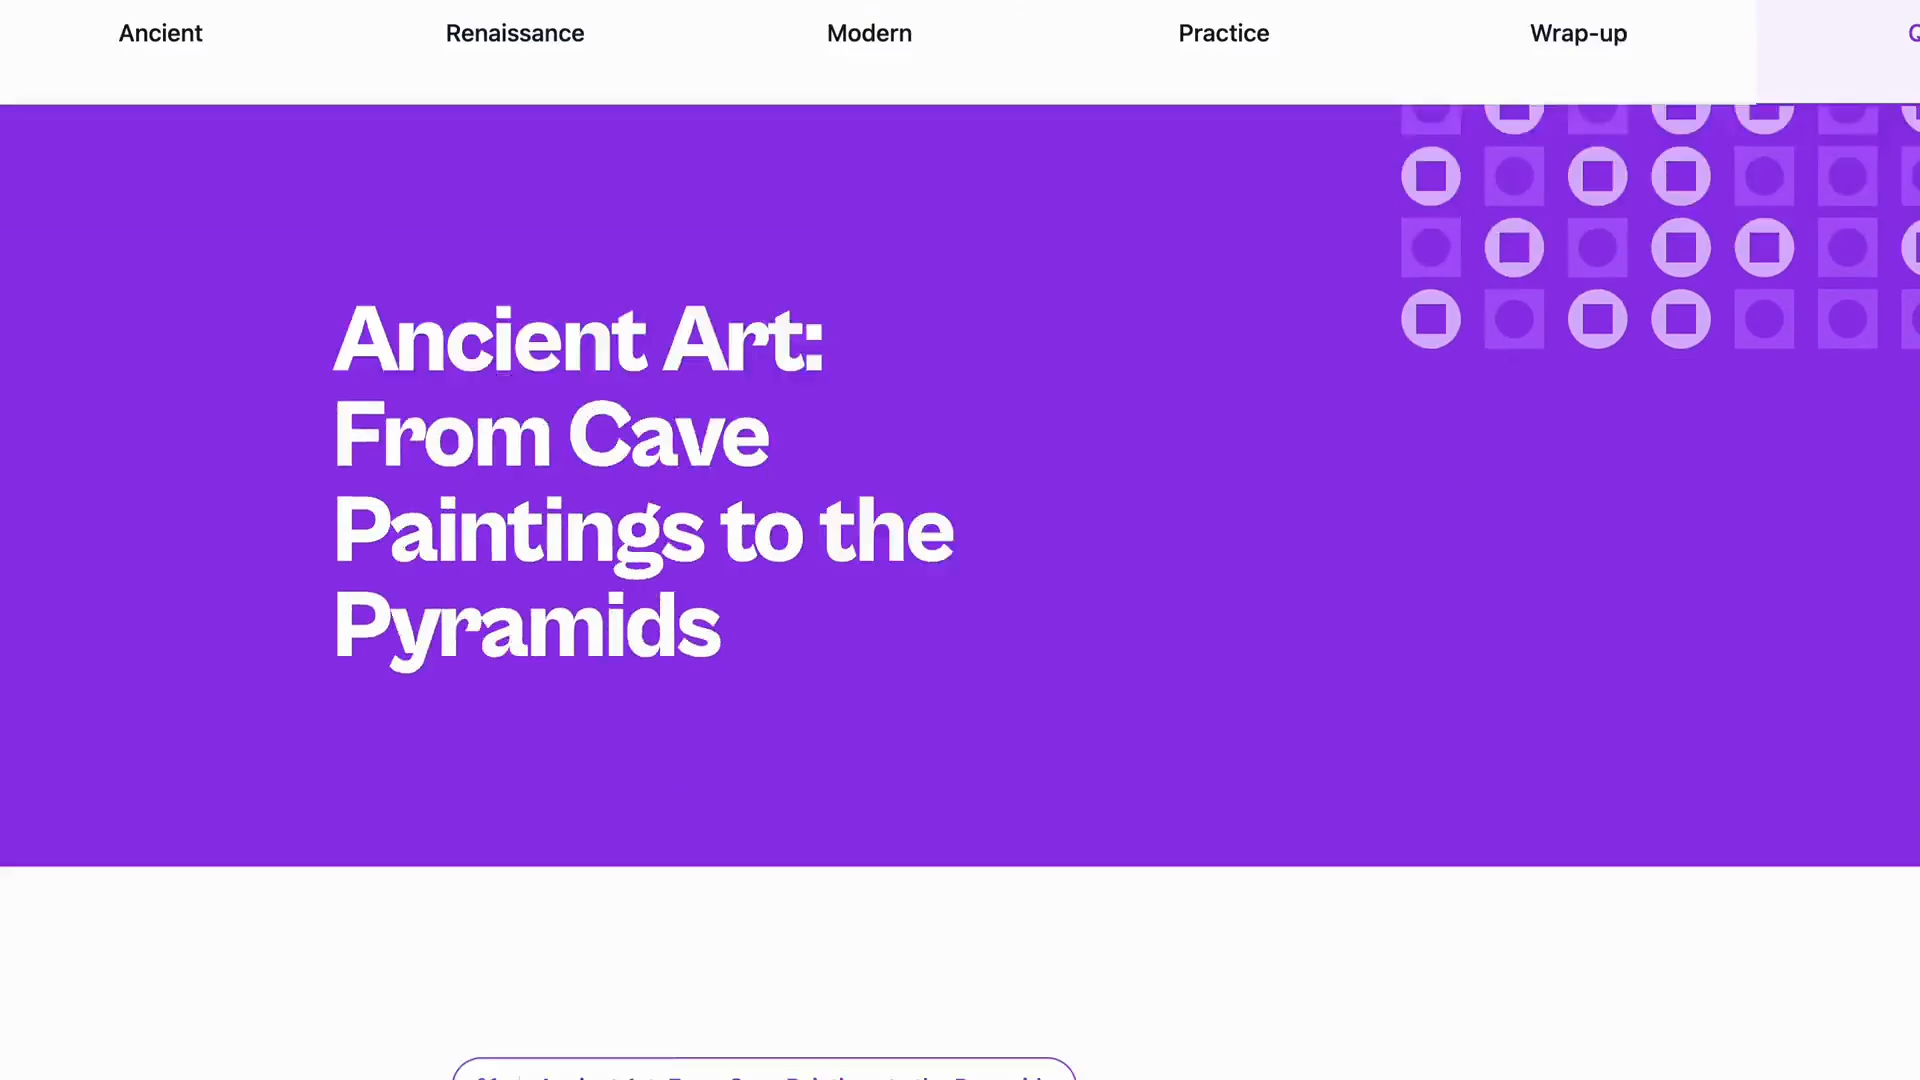 Ancient
Renaissance
Modern
Practice
Wrap-up
Ancient Art:
From Cave
Paintings to the
Pyramids